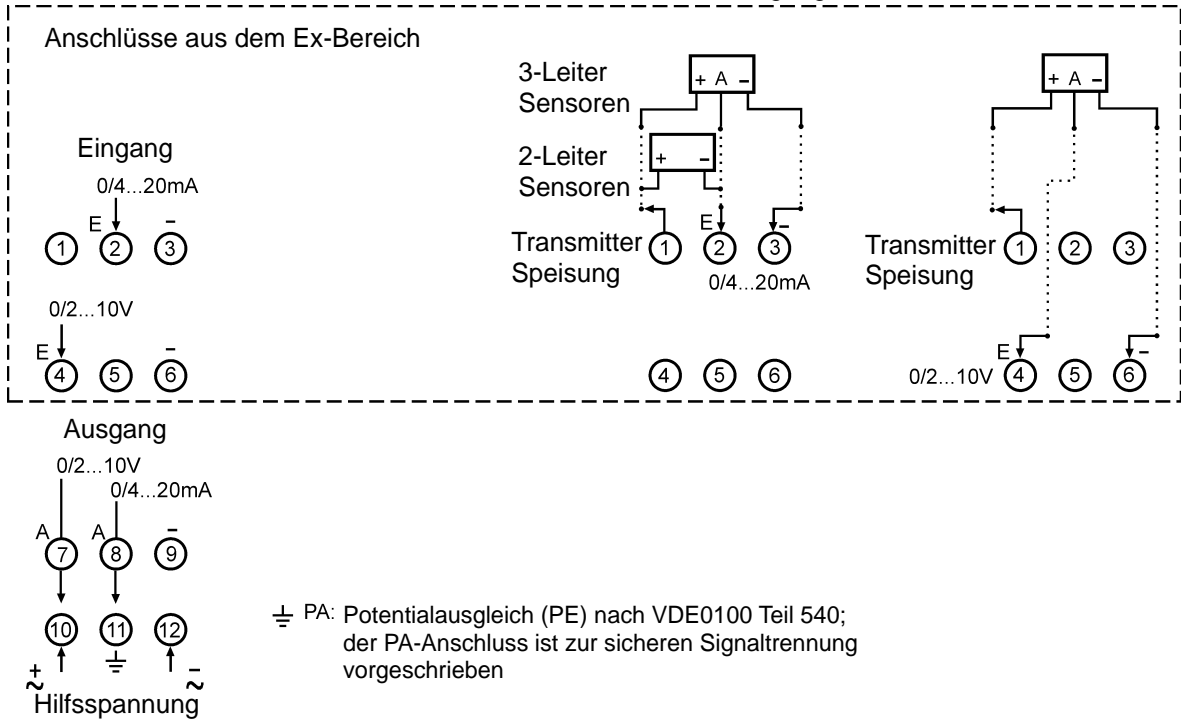 Anschlüsse aus dem Ex-Bereich
Eingang
0/4...20mA
E
–
1 2 3
0/2...10V
E
–
4 5 6
3-Leiter
Sensoren
+ A –
2-Leiter
Sensoren
+ –
Transmitter
Speisung
E
–
1 2 3
0/4...20mA
4 5 6
+ A –
Transmitter
Speisung
1 2 3
E
–
0/2...10V
4 5 6
Ausgang
0/2...10V
0/4...20mA
A A –
7 8 9
10 11 12
+ –
~ ~
Hilfsspannung
PA: Potentialausgleich (PE) nach VDE0100 Teil 540;
der PA-Anschluss ist zur sicheren Signaltrennung
vorgeschrieben